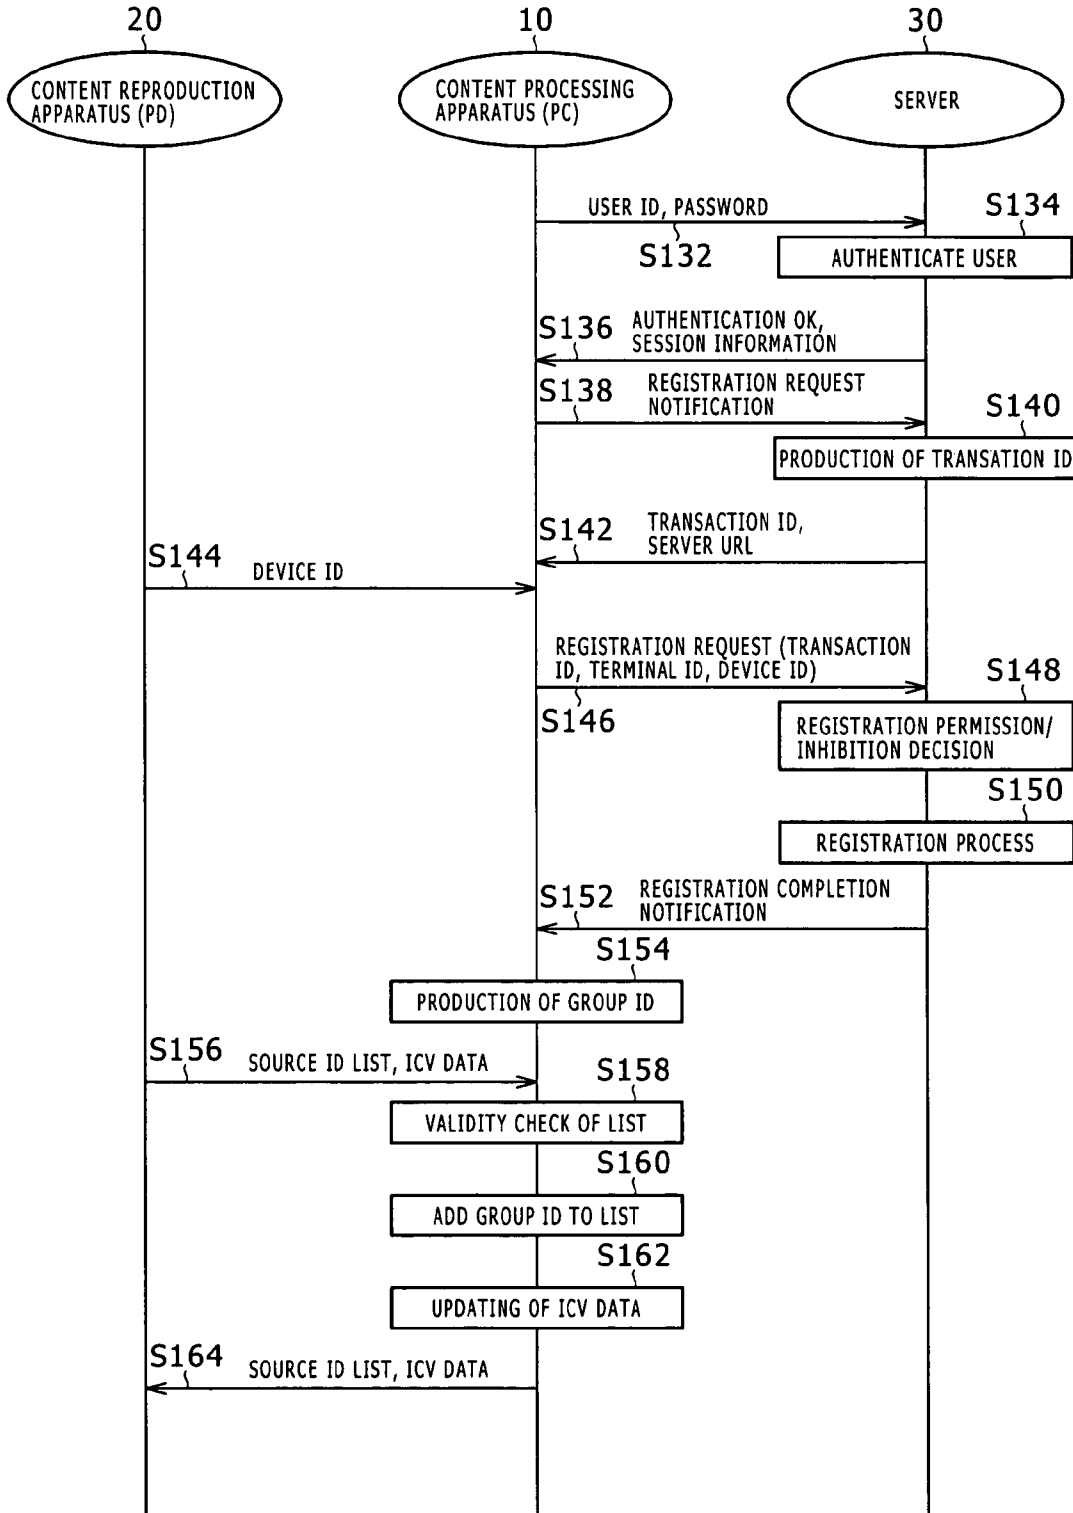 20
10
30
CONTENT REPRODUCTION
APPARATUS (PD)
CONTENT PROCESSING
APPARATUS (PC)
SERVER
USER ID, PASSWORD
S132
S134
AUTHENTICATE USER
S136
AUTHENTICATION OK,
SESSION INFORMATION
S138
REGISTRATION REQUEST
NOTIFICATION
S140
PRODUCTION OF TRANSATION ID
S142
TRANSACTION ID,
SERVER URL
S144
DEVICE ID
REGISTRATION REQUEST (TRANSACTION
ID, TERMINAL ID, DEVICE ID)
S146
S148
REGISTRATION PERMISSION/
INHIBITION DECISION
S150
REGISTRATION PROCESS
S152
REGISTRATION COMPLETION
NOTIFICATION
S154
PRODUCTION OF GROUP ID
S156
SOURCE ID LIST, ICV DATA
S158
VALIDITY CHECK OF LIST
S160
ADD GROUP ID TO LIST
S162
UPDATING OF ICV DATA
S164
SOURCE ID LIST, ICV DATA